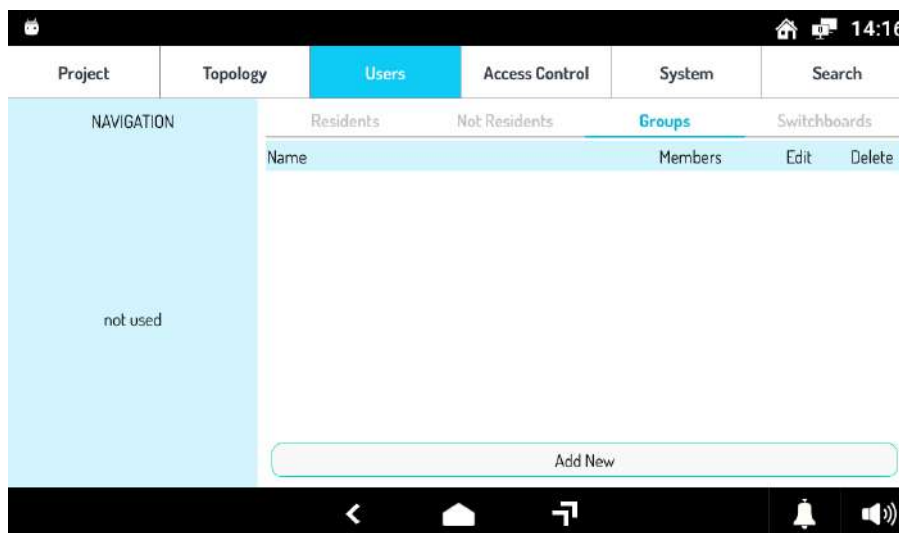 14:16
Project Topology Users Access Control System Search
NAVIGATION Residents Not Residents Groups Switchboards
Name Members Edit Delete
not used
Add New